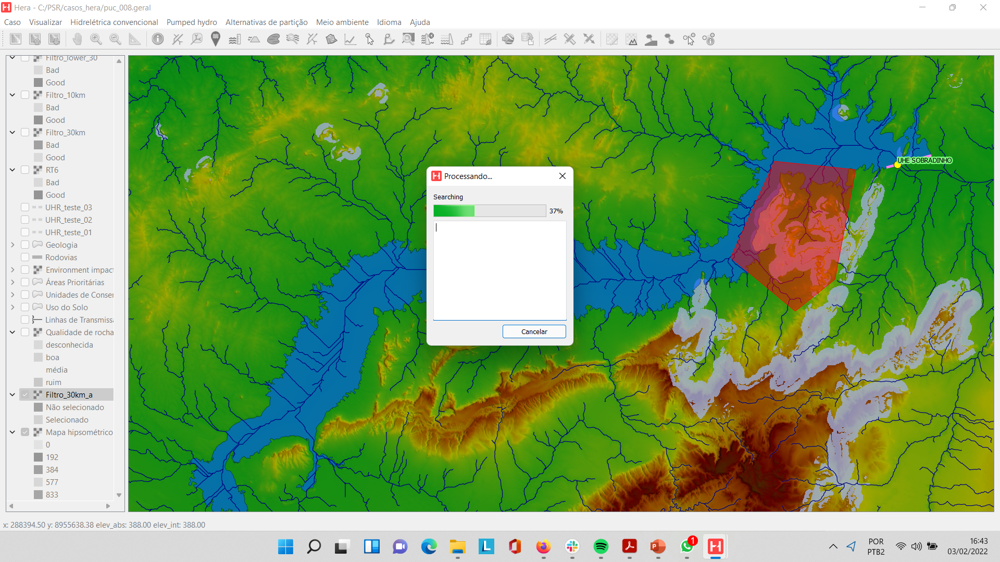 Hera - C:/PSR/casos_hera/puc_008.geral
Caso Visualizar Hidrelétrica convencional Pumped hydro Alternativas de partição Meio ambiente Idioma Ajuda
Filtro_lower_30
Bad
Good
Filtro_10km
Bad
Good
Filtro_30km
Bad
Good
RT6
Bad
Good
UHR_teste_03
UHR_teste_02
UHR_teste_01
Geologia
Rodovias
Environment impact
Áreas Prioritárias
Unidades de Conser
Uso do Solo
Linhas de Transmissa
Qualidade de rocha
desconhecida
boa
média
ruim
Filtro_30km_a
Não selecionado
Selecionado
Mapa hipsométrico
0
192
384
577
833
UHE SOBRADINHO
Processando...
Searching
37%
Cancelar
x: 288394.50 y: 8955638.38 elev_abs: 388.00 elev_int: 388.00
1
POR
PTB2
16:43
03/02/2022